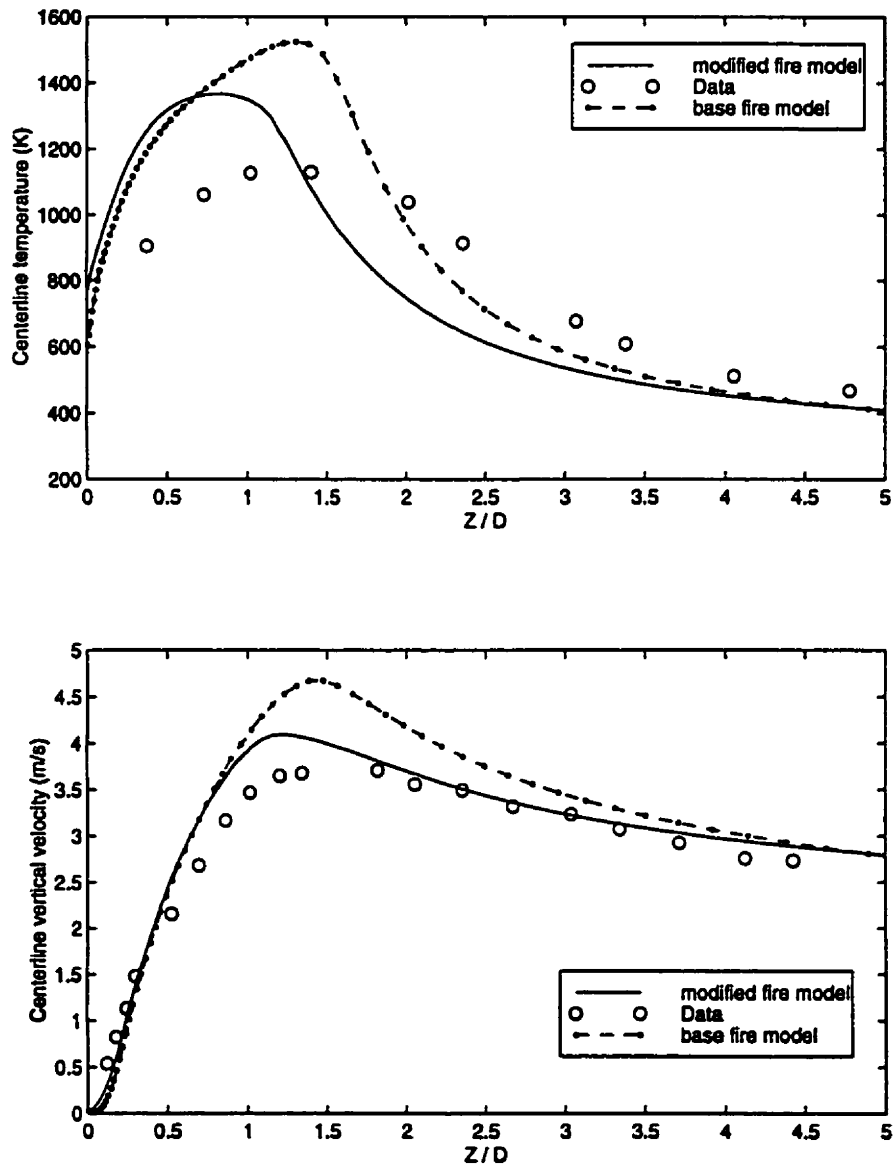 1600
1400
1200
1000
800
600
400
200
Centerline temperature (K)
modified fire model
Data
base fire model
0 0.5 1 1.5 2 2.5 3 3.5 4 4.5 5
Z / D
5
4.5
4
3.5
3
2.5
2
1.5
1
0.5
0
Centerline vertical velocity (m/s)
modified fire model
Data
base fire model
0 0.5 1 1.5 2 2.5 3 3.5 4 4.5 5
Z / D